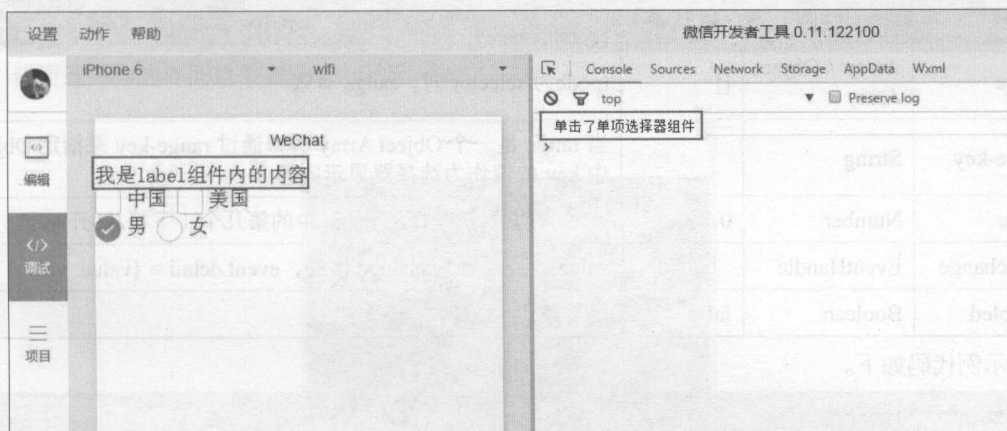 设置 动作 帮助 微信开发者工具 0.11.122100
iPhone 6 wifi
Console Sources Network Storage AppData Wxml
top Preserve log
单击了单项选择器组件
WeChat
我是label组件内的内容
中国 美国
男 女
编辑
调试
项目